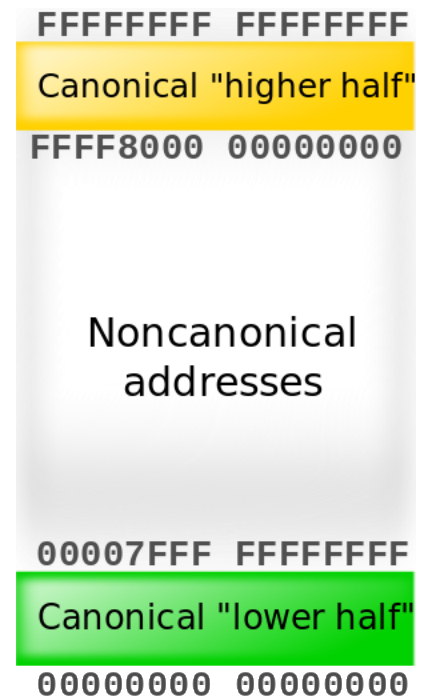 FFFFFFFF FFFFFFFF
Canonical "higher half"
FFFF8000 00000000
Noncanonical
addresses
00007FFF FFFFFFFF
Canonical "lower half"
00000000 00000000